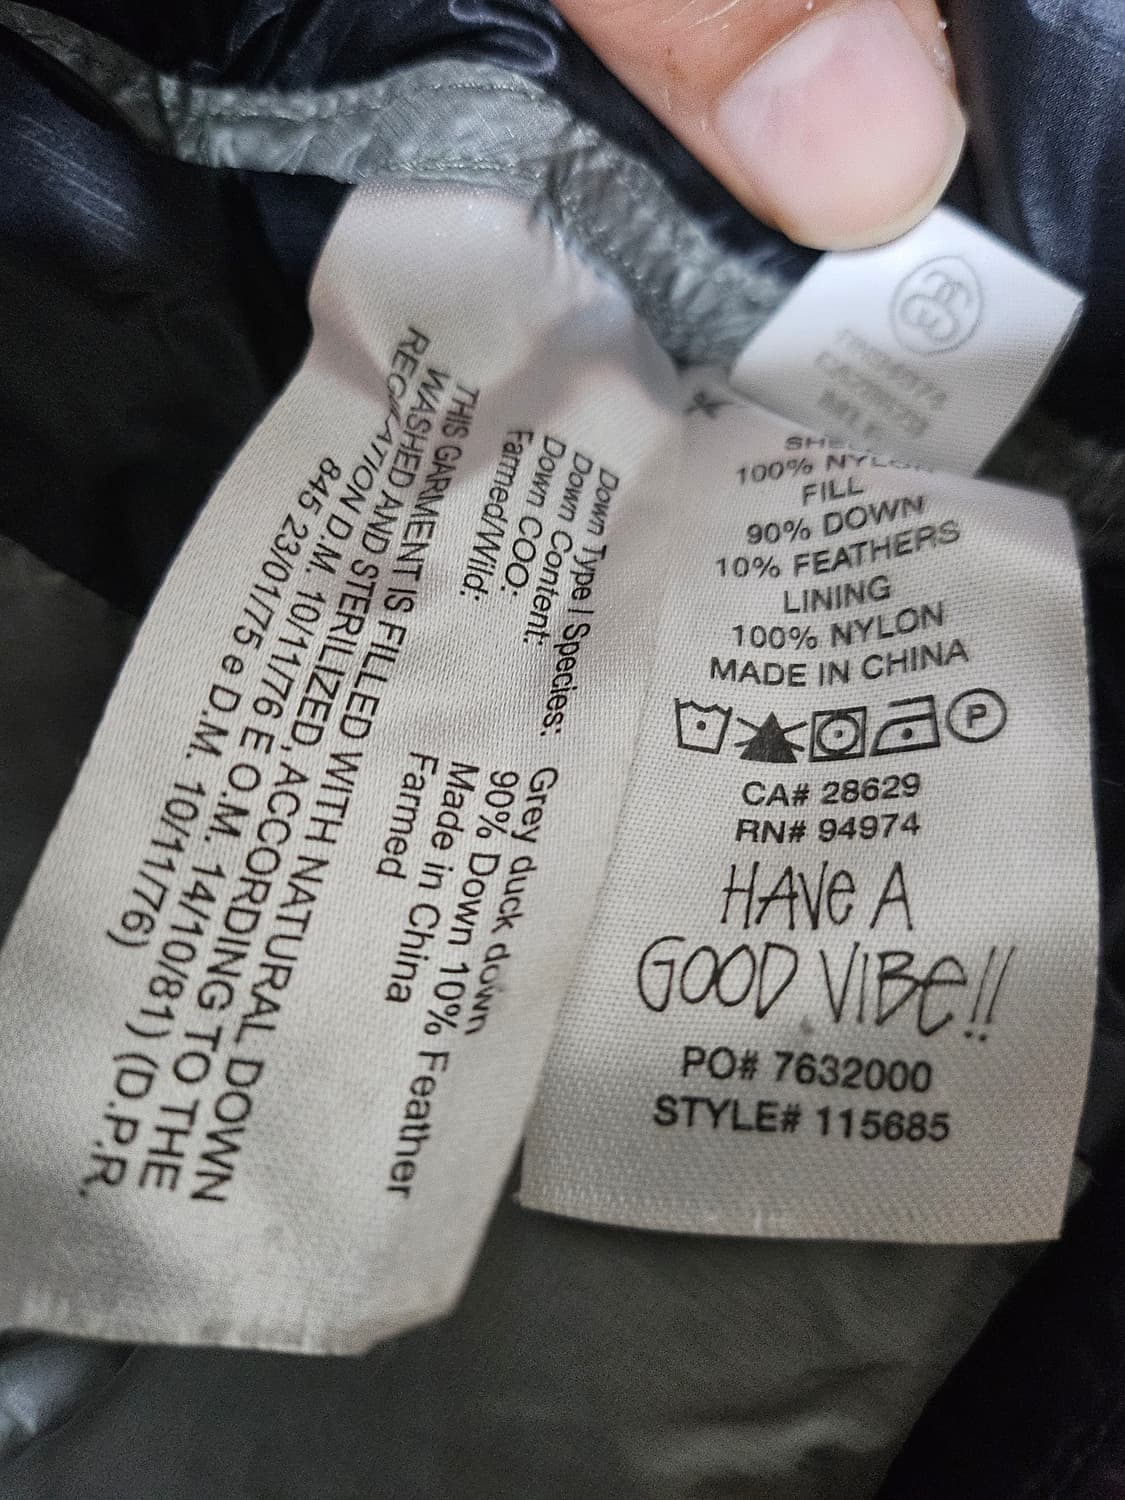 Down Type / Species: Grey duck down
Down Content: 90% Down 10% Feather
Down COO: Made in China
Farmed/Wild: Farmed
THIS GARMENT IS FILLED WITH NATURAL DOWN
WASHED AND STERILIZED, ACCORDING TO THE
REGULATION D.M. 10/11/76 E O.M. 14/10/81) (D.P.R.
845 23/01/75 e D.M. 10/11/76)
100% NYLON
FILL
90% DOWN
10% FEATHERS
LINING
100% NYLON
MADE IN CHINA
P
CA# 28629
RN# 94974
HAVE A
GOOD VIBE!!
PO# 7632000
STYLE# 115685